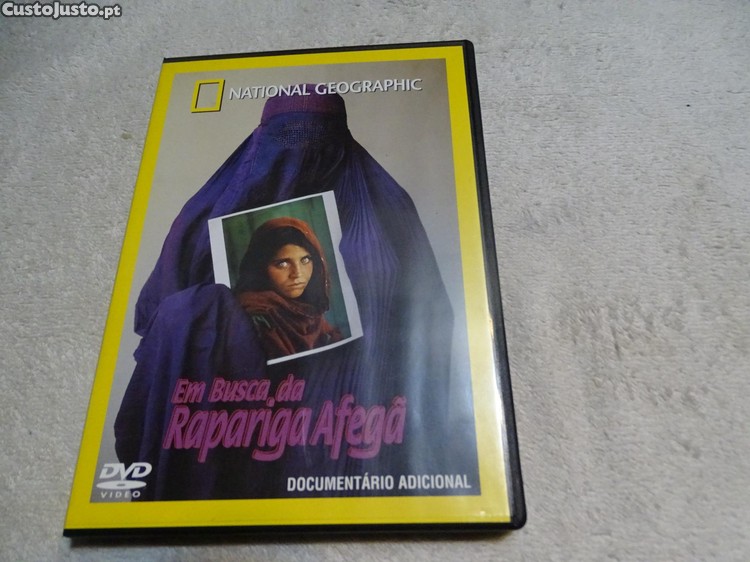 CustoJusto.pt
NATIONAL GEOGRAPHIC
Em Busca da
Rapariga Afegã
DVD
VIDEO
DOCUMENTÁRIO ADICIONAL